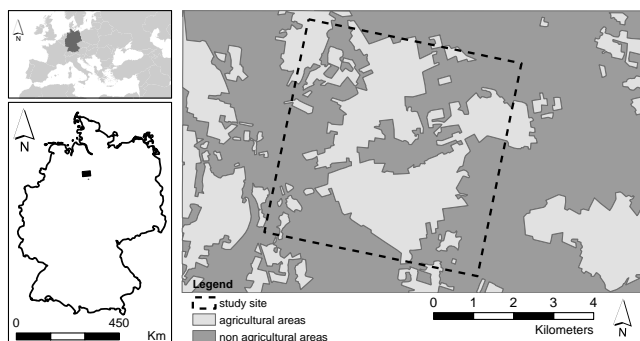 N
N
0 450
Km
Legend
study site
agricultural areas
non agricultural areas
0 1 2 3 4
Kilometers
N